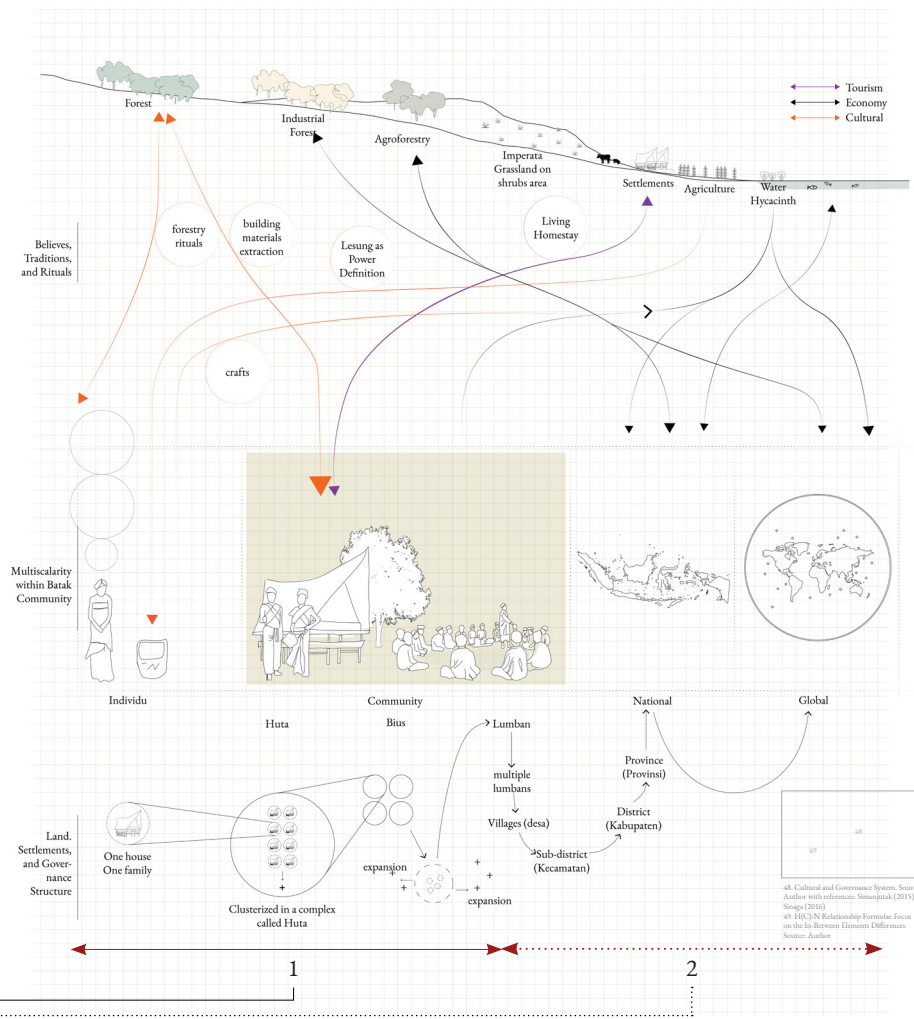 Tourism
Economy
Cultural
Forest
Industrial
Forest
Agroforestry
Imperata
Grassland on
shrubs area
Settlements
Agriculture
Water
Hyacinth
Believes,
Traditions,
and Rituals
forestry
rituals
building
materials
extraction
Lesung as
Power
Definition
Living
Homestay
crafts
Multiscalarity
within Batak
Community
Individu
Community
National
Global
Huta
Bius
Lumban
multiple
lumbans
Villages (desa)
Sub-district
(Kecamatan)
District
(Kabupaten)
Province
(Provinsi)
Land.
Settlements,
and Gover-
nance
Structure
One house
One family
Clusterized in a complex
called Huta
expansion
expansion
48
49
48. Cultural and Governance System. Sour
Author with references: Simanjutak (2015)
Sinaga (2016)
49. H(C)-N Relationship Formulae Focus
on the In-Between Elements Differences.
Source: Author
1
2